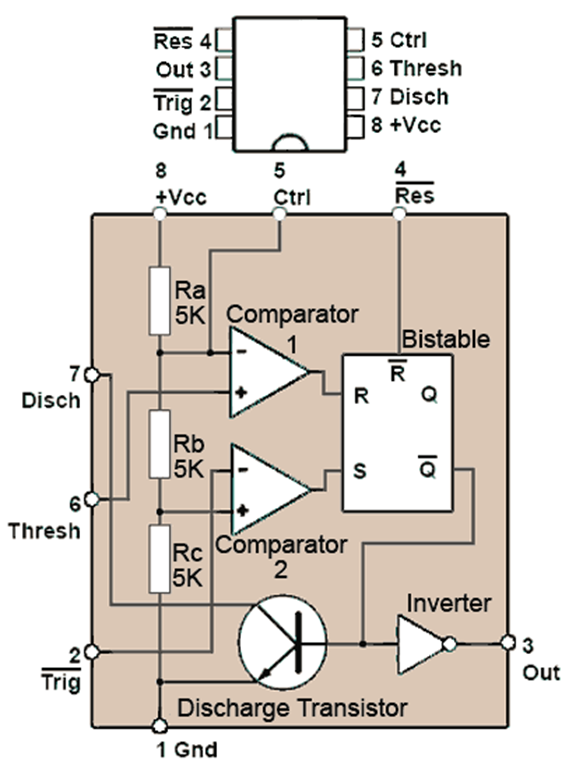 Res 4
Out 3
Trig 2
Gnd 1
5 Ctrl
6 Thresh
7 Disch
8 +Vcc
8
+Vcc
5
Ctrl
4
Res
Ra
5K
Comparator
1
-
+
Bistable
R
R
Q
S
Q
7
Disch
Rb
5K
6
Thresh
-
+
Comparator
2
Rc
5K
Inverter
2
Trig
3
Out
Discharge Transistor
1 Gnd